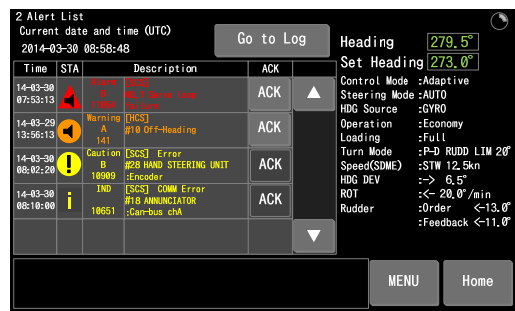 2 Alert List
Current date and time (UTC)
2014-03-30 08:58:48
Go to Log
Time STA Description ACK
14-03-30
07:53:13
[HCS]
ACK
14-03-29
13:56:13
Warning [HCS]
A #10 Off-Heading
141
ACK
14-03-30
08:02:20
Caution [SCS] Error
B #28 HAND STEERING UNIT
10909 :Encoder
ACK
14-03-30
08:10:00
IND [SCS] COMM Error
#18 ANNUNCIATOR
10651 :Can-bus chA
ACK
Heading 279.5°
Set Heading 273.0°
Control Mode :Adaptive
Steering Mode :AUTO
HDG Source :GYRO
Operation :Economy
Loading :Full
Turn Mode :P-D RUDD LIM 20°
Speed(SDME) :STW 12.5kn
HDG DEV :-> 6.5°
ROT :<- 20.0°/min
Rudder :Order <-13.0°
:Feedback <-11.0°
MENU
Home